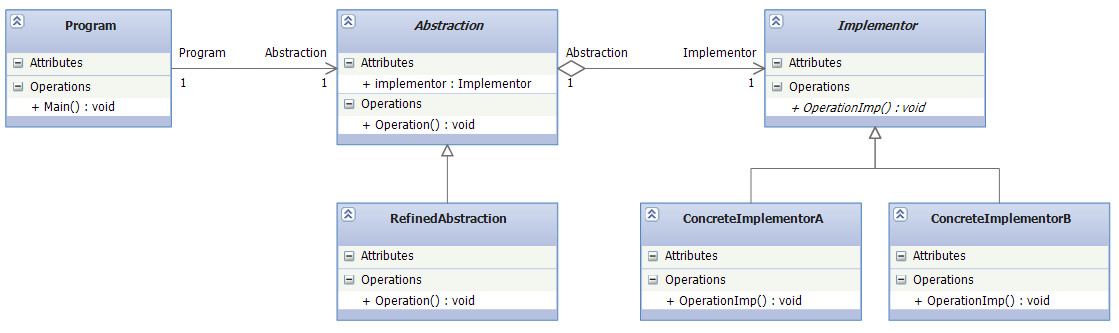 Program
Attributes
Operations
+ Main() : void
Program
1
Abstraction
1
Abstraction
Attributes
+ implementor : Implementor
Operations
+ Operation() : void
Abstraction
1
Implementor
1
Implementor
Attributes
Operations
+ OperationImp() : void
RefinedAbstraction
Attributes
Operations
+ Operation() : void
ConcreteImplementorA
Attributes
Operations
+ OperationImp() : void
ConcreteImplementorB
Attributes
Operations
+ OperationImp() : void